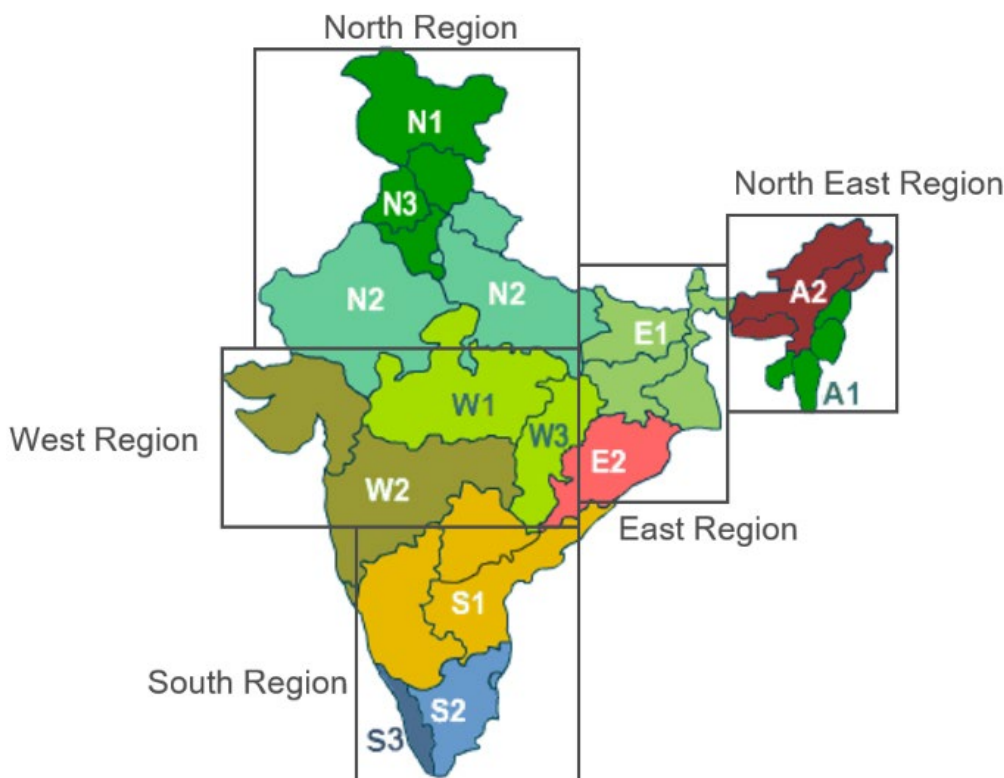 North Region
N1
North East Region
N3
A2
N2
N2
E1
A1
W1
West Region
W3
E2
W2
East Region
S1
South Region
S2
S3